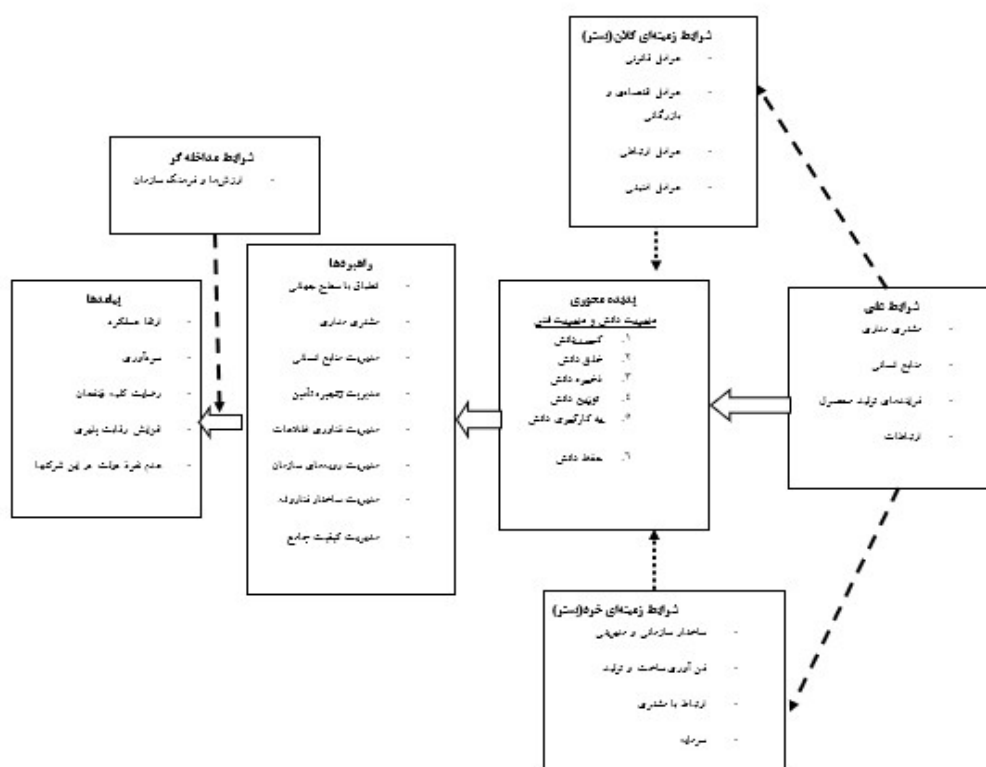 شرایط زمینه‌ای کلان(بستر)
- عوامل قانونی
- عوامل اقتصادی و
بازرگانی
- عوامل ارتباطی
- عوامل امنیتی
شرایط علی
- مشتری مداری
- منابع انسانی
- فرایندهای تولید محصول
- ارتباطات
پدیده محوری
مدیریت دانش و مدیریت فنی
۱. کسب دانش
۲. خلق دانش
۳. ذخیره دانش
۴. توزیع دانش
۵. به کارگیری دانش
۶. حفظ دانش
شرایط زمینه‌ای خرد(بستر)
- ساختار سازمانی و مدیریتی
- فن آوری ساخت و تولید
- ارتباط با مشتری
- سرمایه
راهبردها
- انطباق با سطح جهانی
- مشتری مداری
- مدیریت منابع انسانی
- مدیریت زنجیره تأمین
- مدیریت فناوری اطلاعات
- مدیریت رویه‌های سازمان
- مدیریت ساختار فناورانه
- مدیریت کیفیت جامع
شرایط مداخله گر
- ارزش‌ها و فرهنگ سازمان
پیامدها
- ارتقا عملکرد
- سودآوری
- رضایت کلیه ذینفعان
- افزایش رقابت پذیری
- عدم نفوذ دولت در این شرکتها